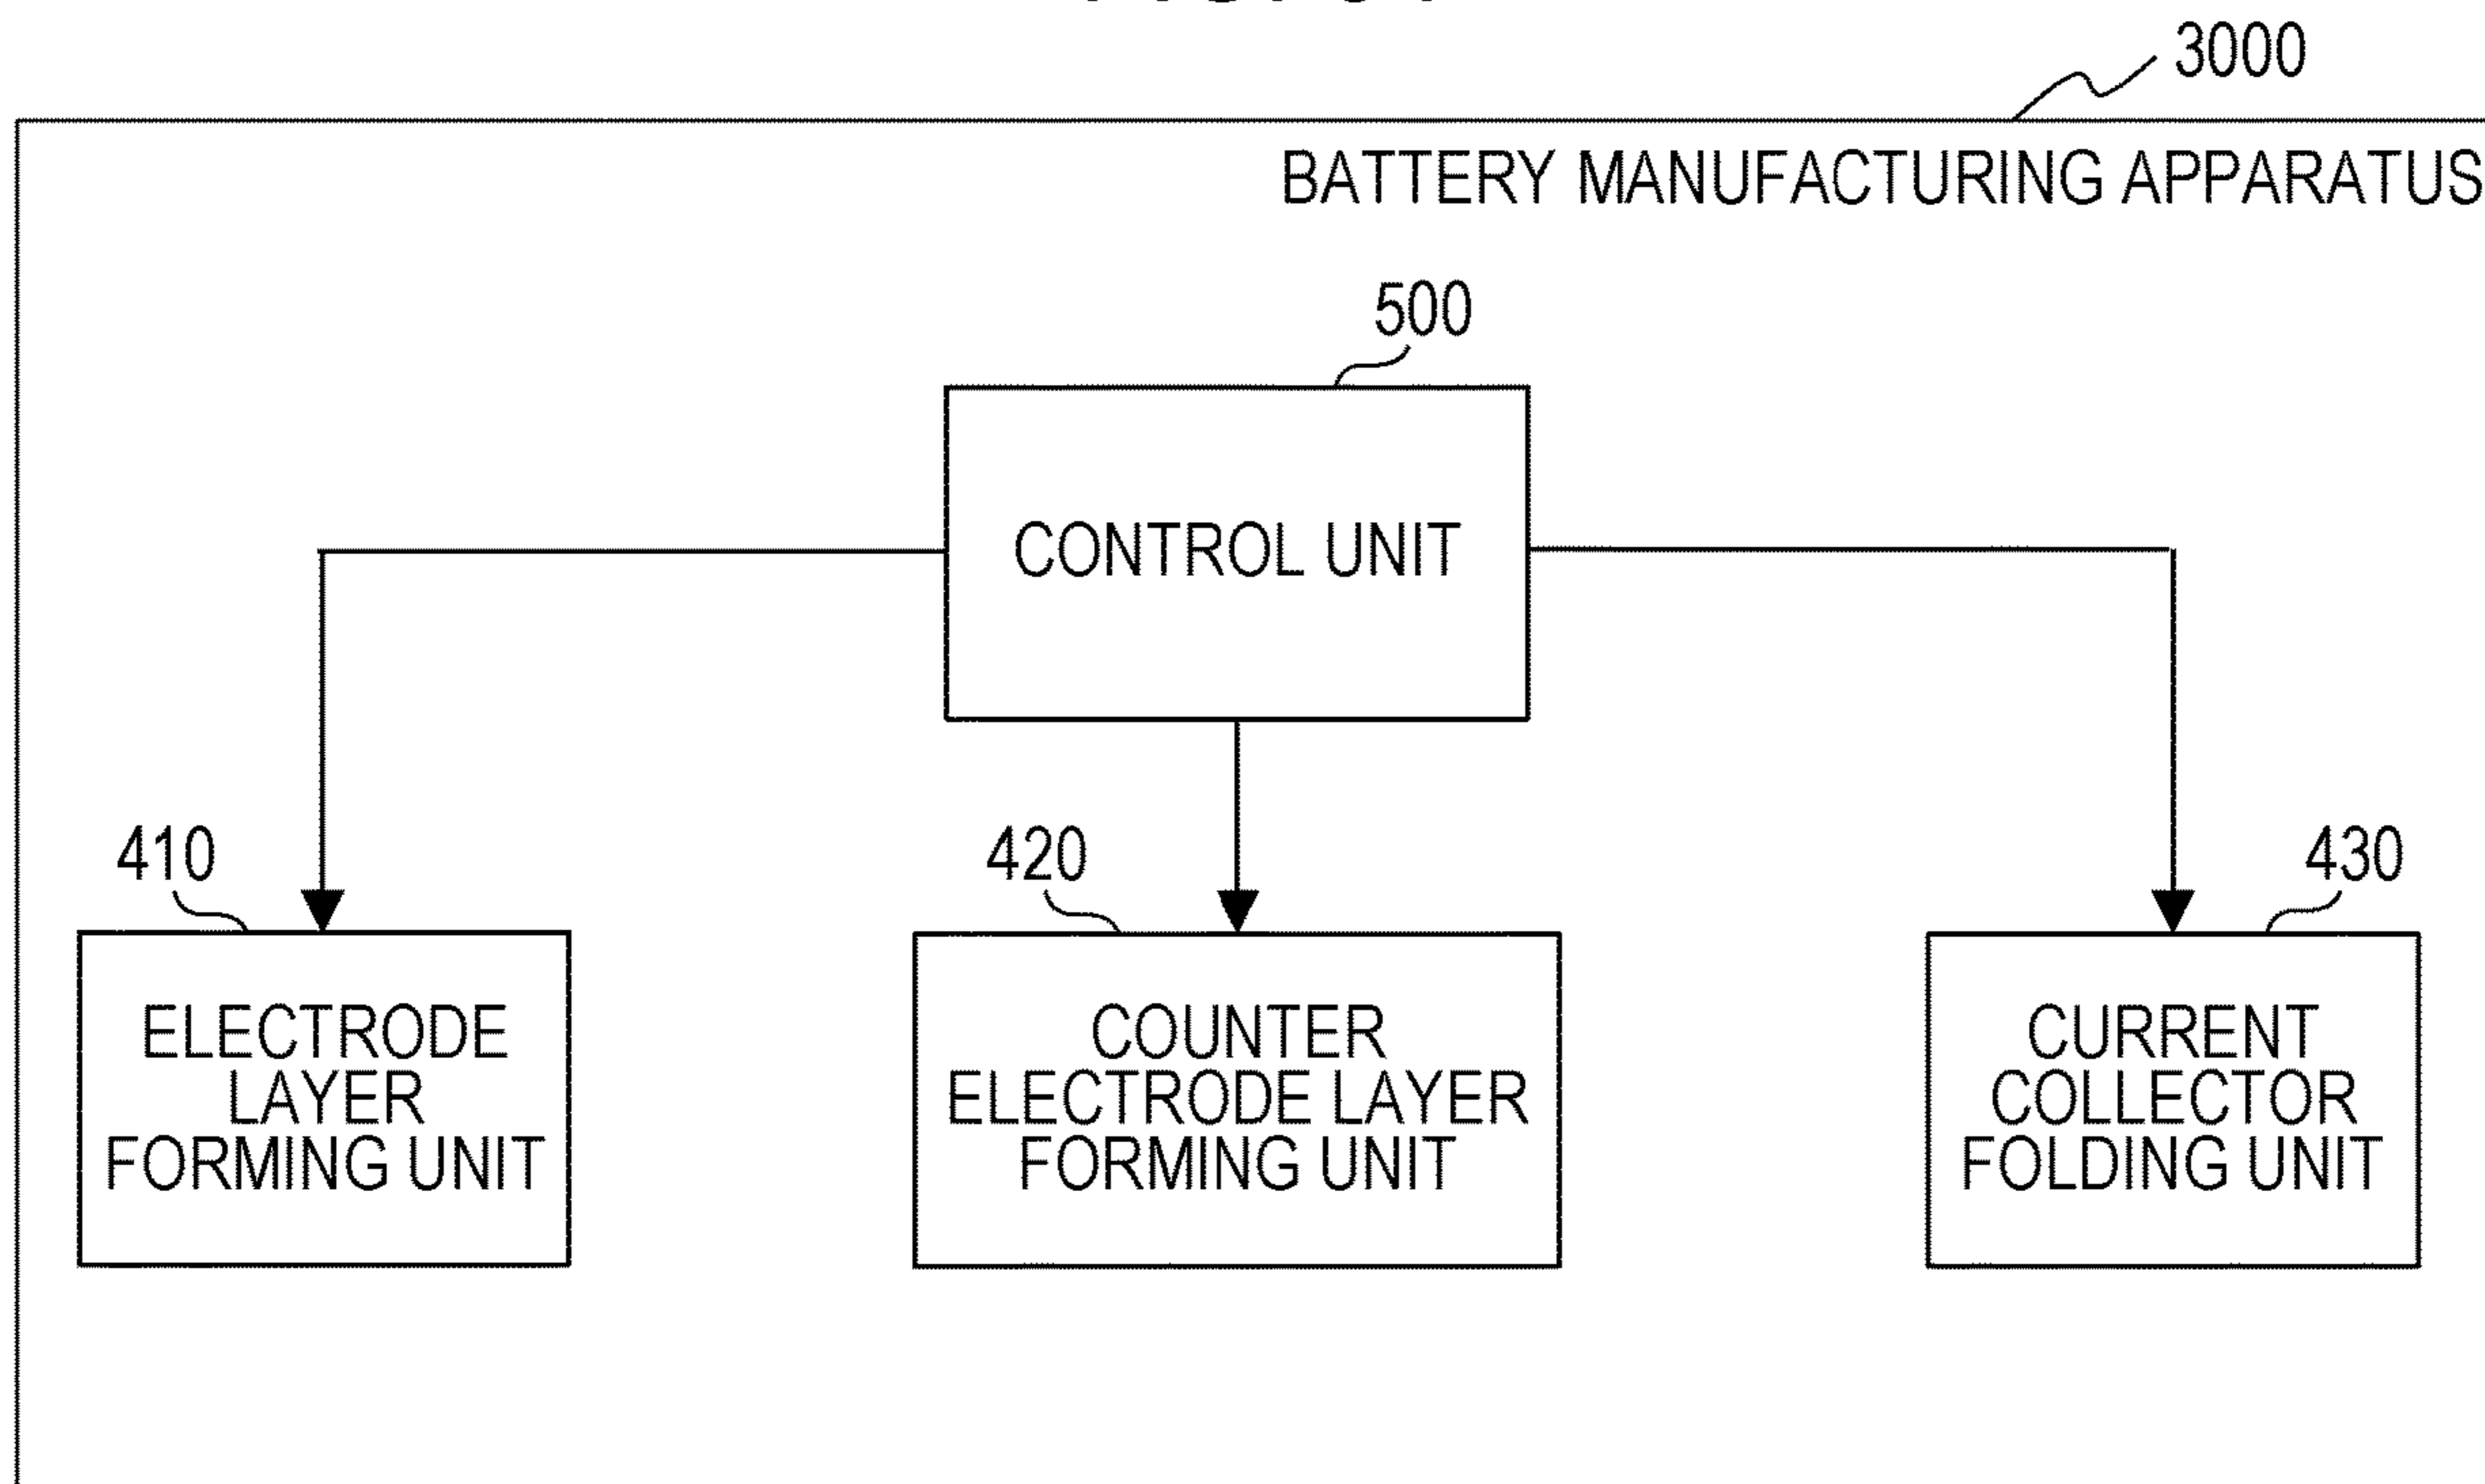 3000
BATTERY MANUFACTURING APPARATUS
500
CONTROL UNIT
410
420
430
ELECTRODE
LAYER
FORMING UNIT
COUNTER
ELECTRODE LAYER
FORMING UNIT
CURRENT
COLLECTOR
FOLDING UNIT